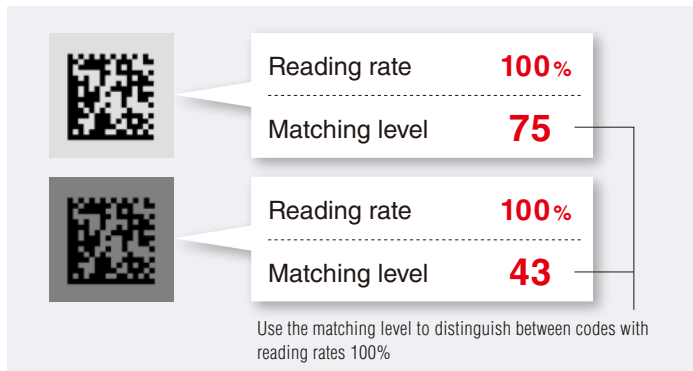 Reading rate 100%
Matching level 75
Reading rate 100%
Matching level 43
Use the matching level to distinguish between codes with
reading rates 100%